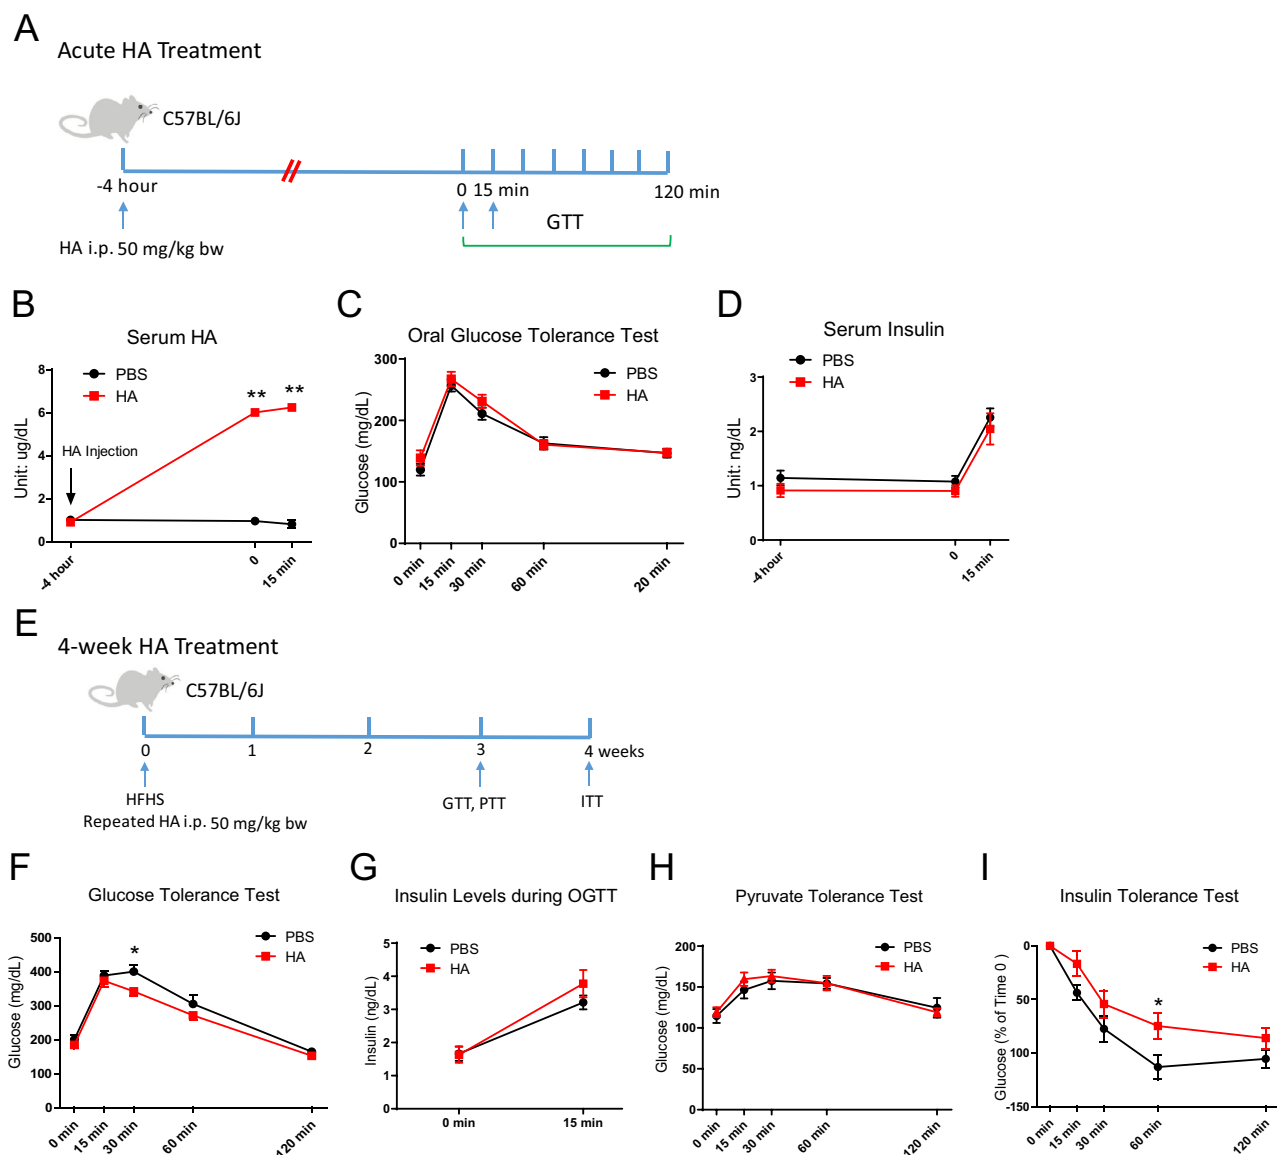 A
Acute HA Treatment
C57BL/6J
-4 hour
0 15 min
120 min
GTT
HA i.p. 50 mg/kg bw
B
Serum HA
PBS
HA
HA Injection
**
**
Unit: ug/dL
8
6
4
2
0
-4 hour
0
15 min
C
Oral Glucose Tolerance Test
PBS
HA
Glucose (mg/dL)
300
200
100
0
0 min
15 min
30 min
60 min
20 min
D
Serum Insulin
PBS
HA
Unit: ng/dL
3
2
1
0
-4 hour
0
15 min
E
4-week HA Treatment
C57BL/6J
0
1
2
3
4 weeks
HFHS
Repeated HA i.p. 50 mg/kg bw
GTT, PTT
ITT
F
Glucose Tolerance Test
PBS
HA
*
Glucose (mg/dL)
500
400
300
200
100
0
0 min
15 min
30 min
60 min
120 min
G
Insulin Levels during OGTT
PBS
HA
Insulin (ng/dL)
5
4
3
2
1
0
0 min
15 min
H
Pyruvate Tolerance Test
PBS
HA
Glucose (mg/dL)
200
150
100
50
0
0 min
15 min
30 min
60 min
120 min
I
Insulin Tolerance Test
PBS
HA
*
Glucose (% of Time 0 )
0
50
100
-150
0 min
15 min
30 min
60 min
120 min